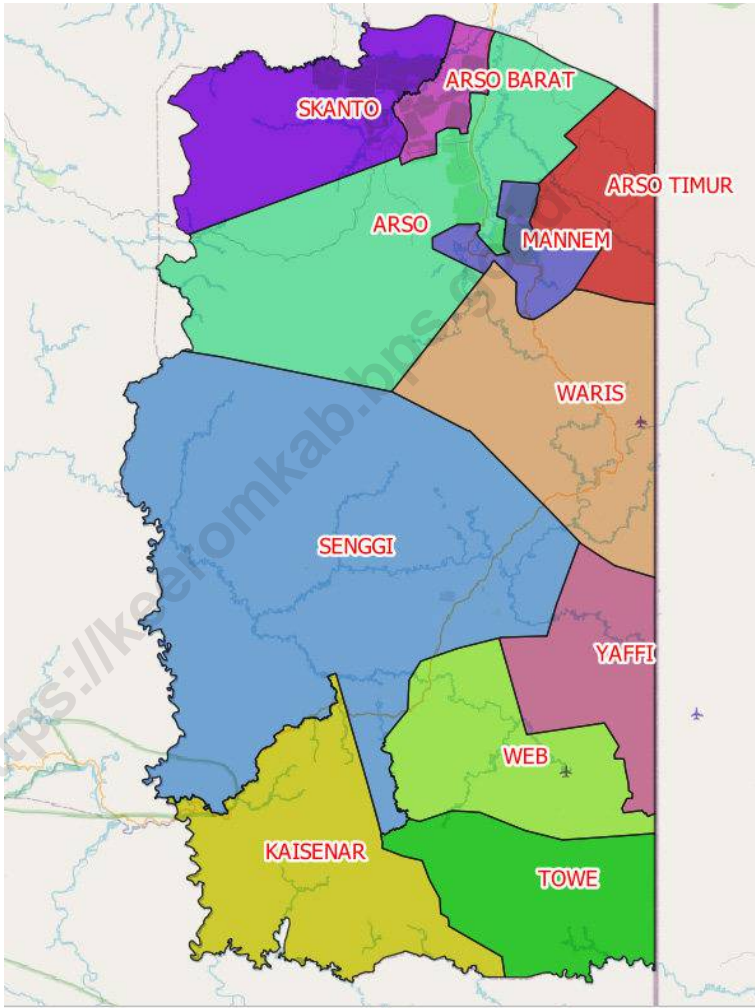 ARSO BARAT
SKANTO
ARSO TIMUR
ARSO
MANNEM
WARIS
SENGGI
YAFFI
WEB
KAISENAR
TOWE
https://keeromkab.bps.go.id